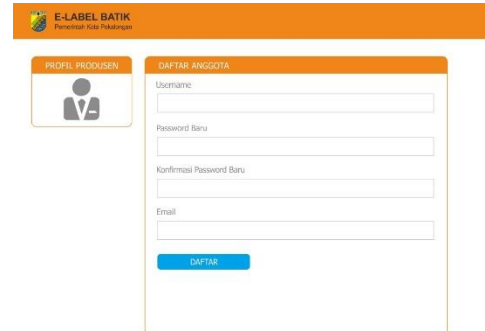 E-LABEL BATIK
Pemerintah Kota Pekalongan
PROFIL PRODUSEN
DAFTAR ANGGOTA
Username
Password Baru
Konfirmasi Password Baru
Email
DAFTAR